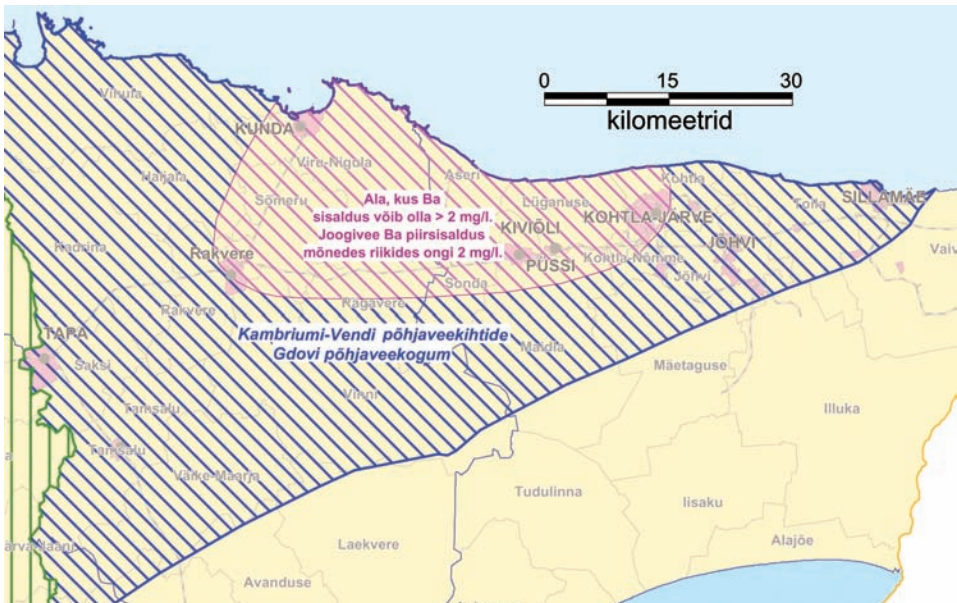 0 15 30
kilomeetrid
Vihula
KUNDA
Viru-Nigula
Haljala
Aseri
Kohtla
Sõmeru
Lüganuse
Toila
SILLAMÄE
Ala, kus Ba
sisaldus võib olla > 2 mg/l.
Joogivee Ba piirsisaldus
mõnedes riikides ongi 2 mg/l.
KOHTLA-JÄRVE
KIVIÕLI
JÕHVI
Kadrina
Rakvere
PÜSSI
Kohtla-Nõmme
Vaiv
Sonda
Jõhvi
Rakvere
Rägavere
Kambriumi-Vendi põhjaveekihtide
Gdovi põhjaveekogum
TAPA
Maidla
Saksi
Mäetaguse
Vinni
Illuka
Tamsalu
Tamsalu
Väike-Maarja
Tudulinna
Iisaku
Laekvere
Alajõe
Avanduse